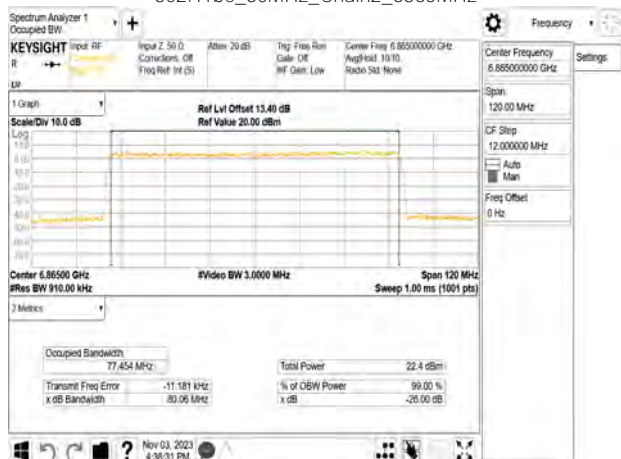 Spectrum Analyzer 1
Occupied BW
+
Frequency
KEYSIGHT
Input: RF
Input Z: 50 Ω
Atten: 20 dB
Trig: Free Run
Center Freq: 6.865000000 GHz
R
Corrections: Off
Gate: Off
Avg|Hold: 10/10
Freq Ref: Int (S)
#IF Gain: Low
Radio Std: None
Center Frequency
6.865000000 GHz
Settings
Span
120.00 MHz
CF Step
12.000000 MHz
Auto
Man
Freq Offset
0 Hz
1 Graph
Ref Lvl Offset 13.40 dB
Scale/Div 10.0 dB
Ref Value 20.00 dBm
Log
Center 6.86500 GHz
#Video BW 3.0000 MHz
Span 120 MHz
#Res BW 910.00 kHz
Sweep 1.00 ms (1001 pts)
2 Metrics
Occupied Bandwidth
77.454 MHz
Total Power
22.4 dBm
Transmit Freq Error
-11.181 kHz
% of OBW Power
99.00 %
x dB Bandwidth
80.06 MHz
x dB
-26.00 dB
?
Nov 03, 2023
4:38:31 PM